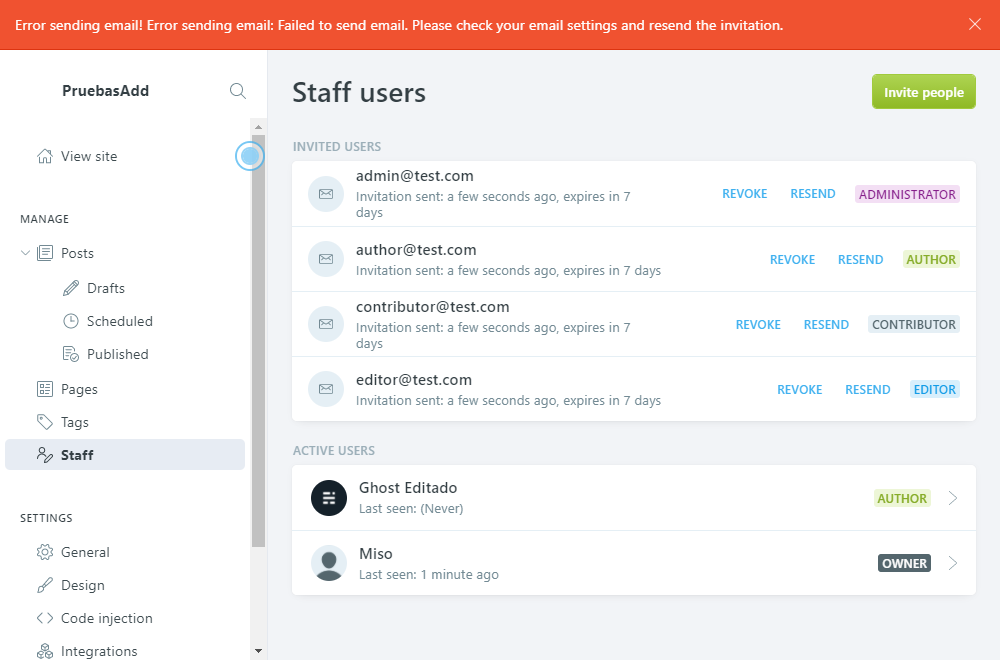 Error sending email! Error sending email: Failed to send email. Please check your email settings and resend the invitation.
PruebasAdd
View site
MANAGE
Posts
Drafts
Scheduled
Published
Pages
Tags
Staff
SETTINGS
General
Design
Code injection
Integrations
Staff users
Invite people
INVITED USERS
admin@test.com
Invitation sent: a few seconds ago, expires in 7
days
REVOKE RESEND ADMINISTRATOR
author@test.com
Invitation sent: a few seconds ago, expires in 7 days
REVOKE RESEND AUTHOR
contributor@test.com
Invitation sent: a few seconds ago, expires in 7
days
REVOKE RESEND CONTRIBUTOR
editor@test.com
Invitation sent: a few seconds ago, expires in 7 days
REVOKE RESEND EDITOR
ACTIVE USERS
Ghost Editado
Last seen: (Never)
AUTHOR
Miso
Last seen: 1 minute ago
OWNER